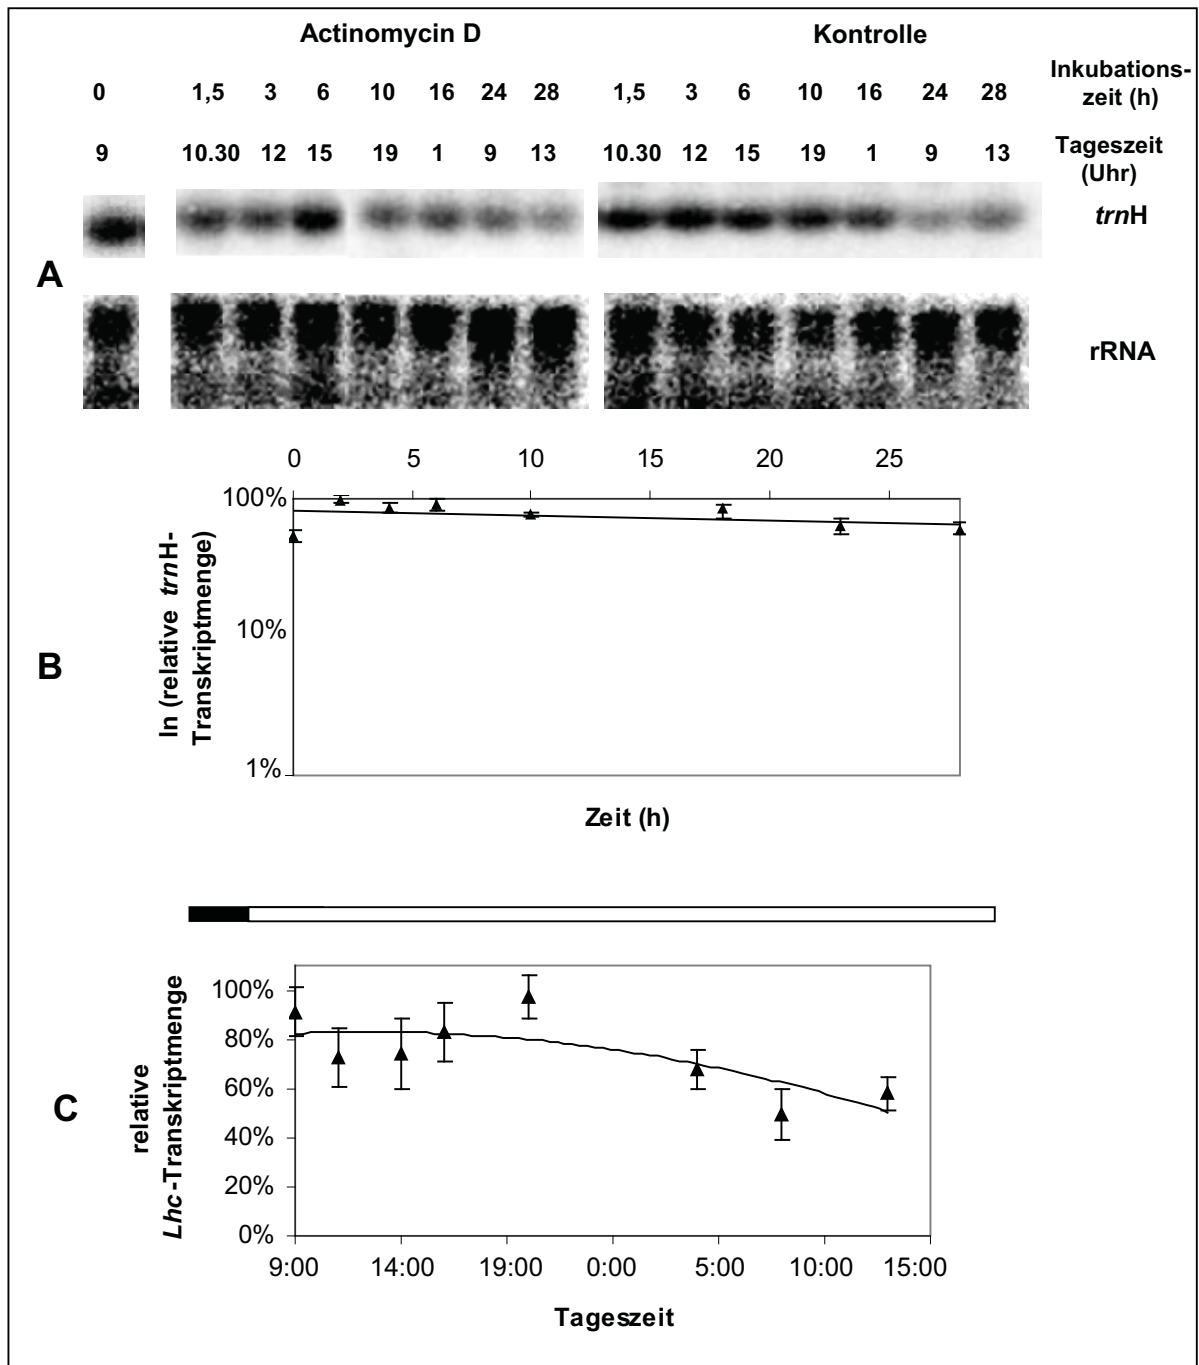 Actinomycin D Kontrolle
Inkubations-
zeit (h)
0 1,5 3 6 10 16 24 28 1,5 3 6 10 16 24 28
Tageszeit
(Uhr)
9 10.30 12 15 19 1 9 13 10.30 12 15 19 1 9 13
trnH
A
rRNA
0 5 10 15 20 25
100%
10%
1%
B
ln (relative trnH-
Transkriptmenge)
Zeit (h)
C
relative
Lhc-Transkriptmenge
100%
80%
60%
40%
20%
0%
9:00 14:00 19:00 0:00 5:00 10:00 15:00
Tageszeit